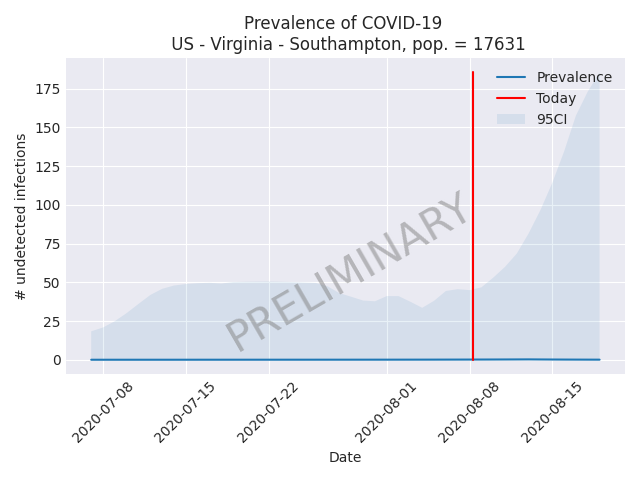 Prevalence of COVID-19
US - Virginia - Southampton, pop. = 17631
Prevalence
Today
95CI
175
150
125
100
75
50
25
0
# undetected infections
PRELIMINARY
2020-07-08
2020-07-15
2020-07-22
2020-08-01
2020-08-08
2020-08-15
Date